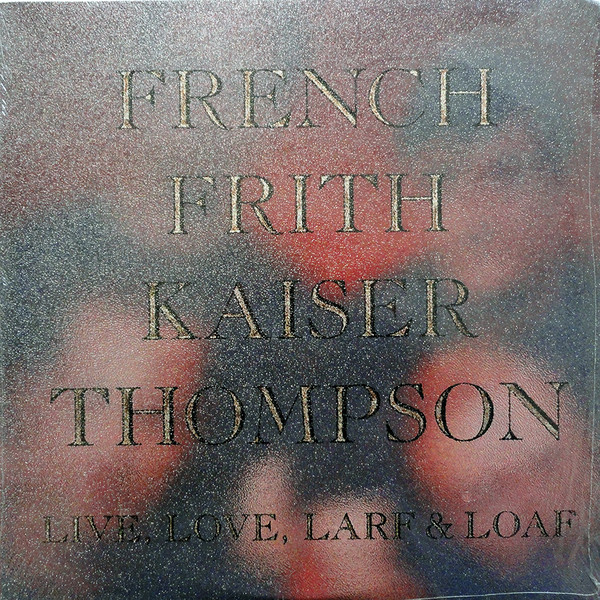 FRENCH
FRITH
KAISER
THOMPSON
LIVE, LOVE, LARF & LOAF